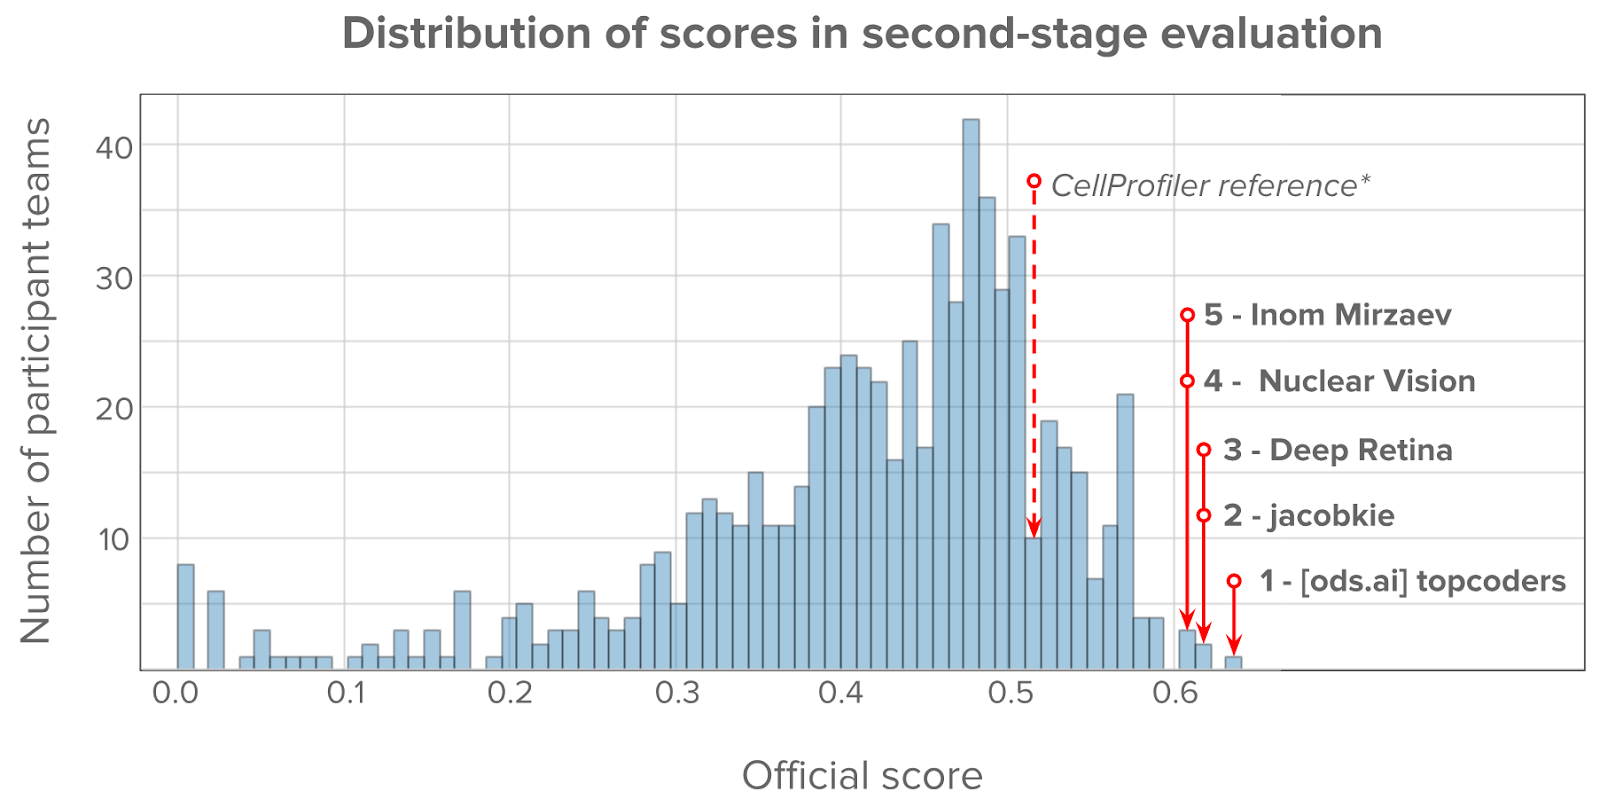 Distribution of scores in second-stage evaluation
Number of participant teams
40
30
20
10
CellProfiler reference*
5 - Inom Mirzaev
4 -  Nuclear Vision
3 - Deep Retina
2 - jacobkie
1 - [ods.ai] topcoders
0.0 0.1 0.2 0.3 0.4 0.5 0.6
Official score